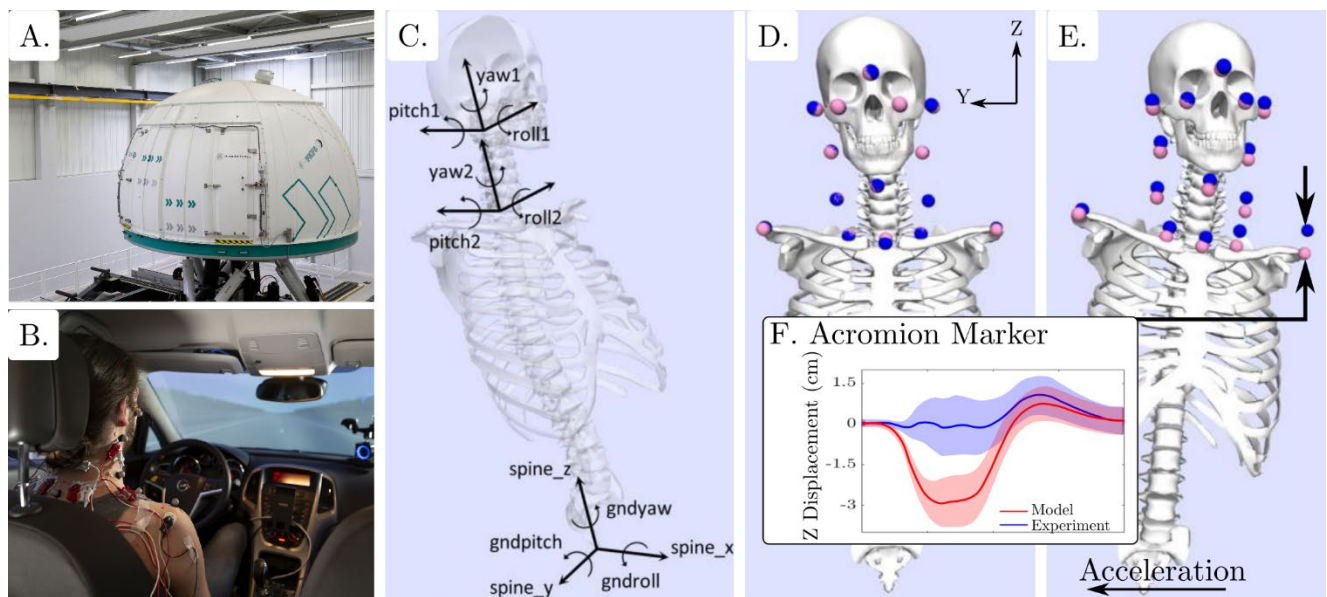 A.
B.
C.
yaw1
pitch1
roll1
yaw2
roll2
pitch2
spine_z
gndyaw
gndpitch
spine_x
spine_y
gndroll
D.
Z
Y
E.
F. Acromion Marker
Z Displacement (cm)
1.5
0
-1.5
-3
Model
Experiment
Acceleration